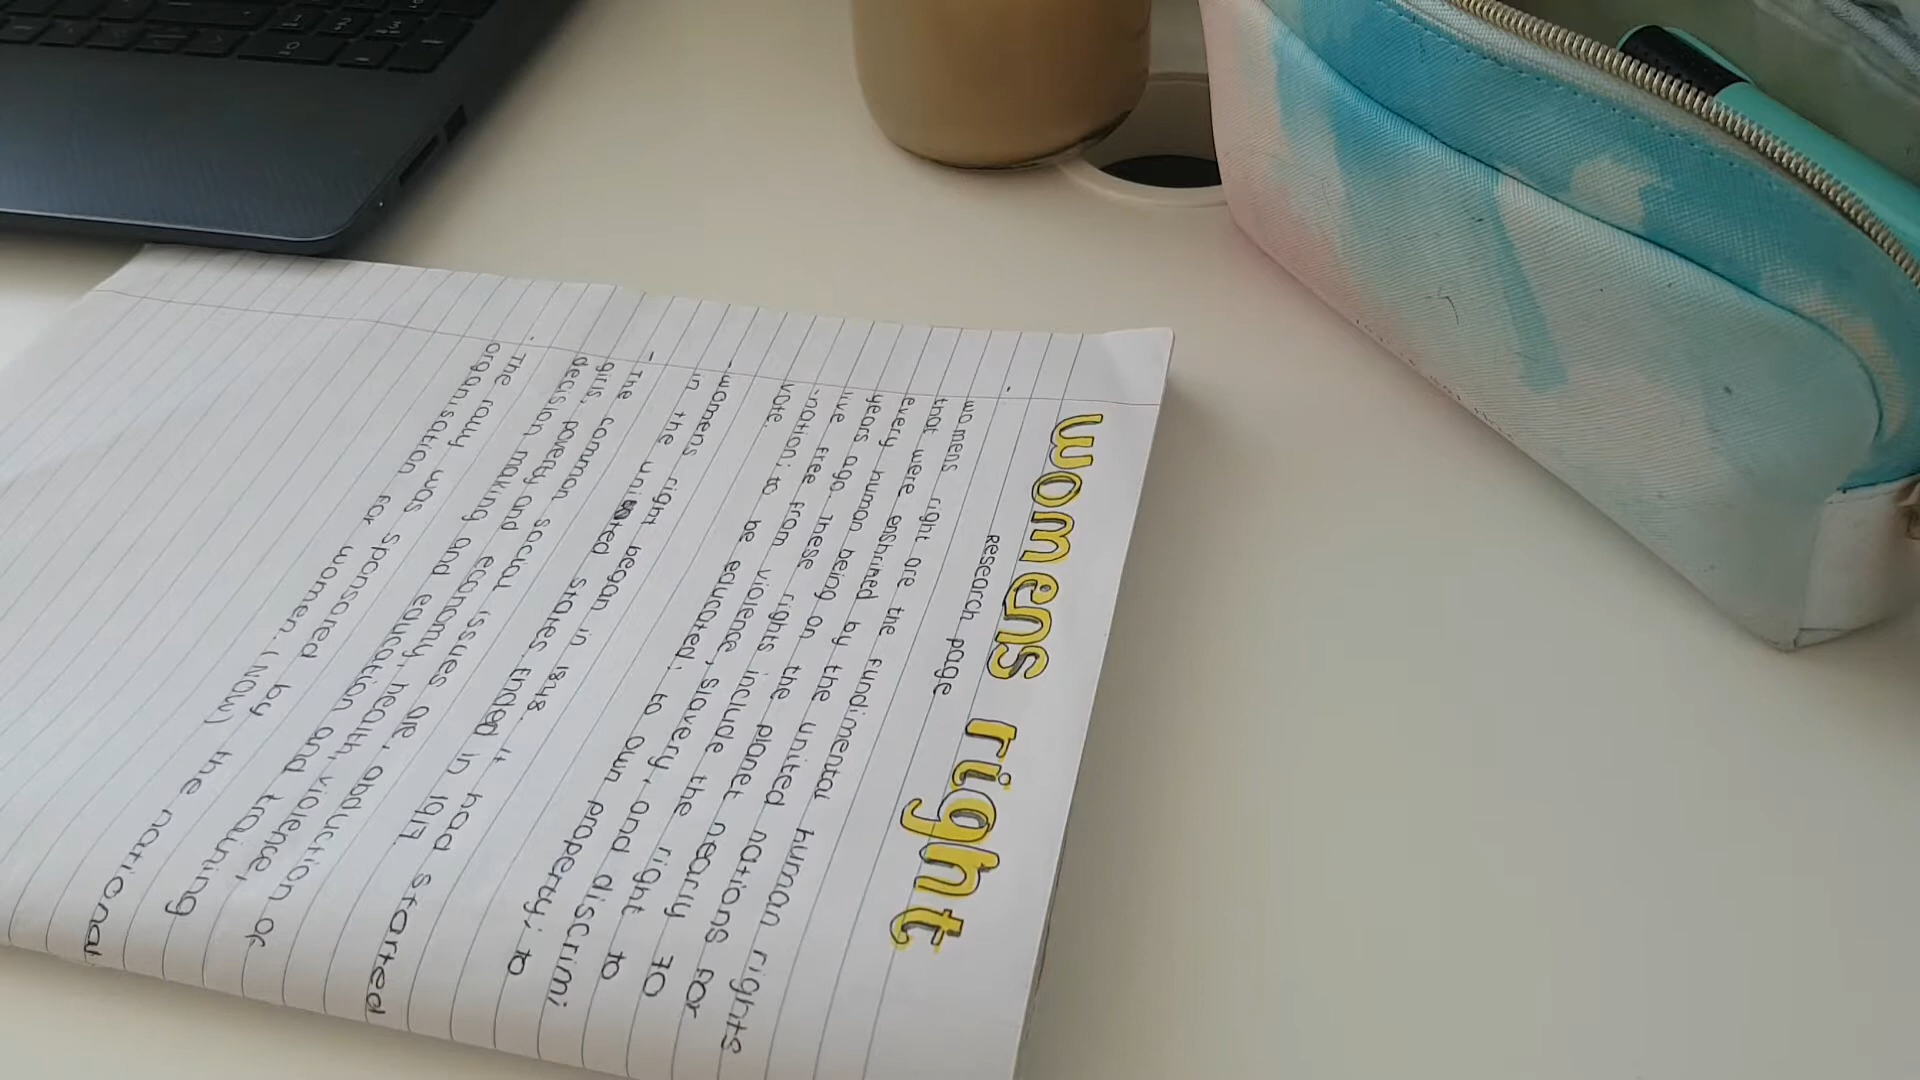 womens right
Research page
- womens right are the fundimental human rights
that were enshrined by the united nations for
every human being on the planet nearly 70
years ago. These rights include the right to
live free from violence, slavery, and discrimi
-nation; to be educated; to own property; to
vote.
- womens right began in 1848. it had started
in the united states. Ended in 1917.
- The common social issues are, abduction of
girls, poverty and economy, health, violence,
decision making and education and training
- The rally was sponsored by the national
organisation for women. (NOW)